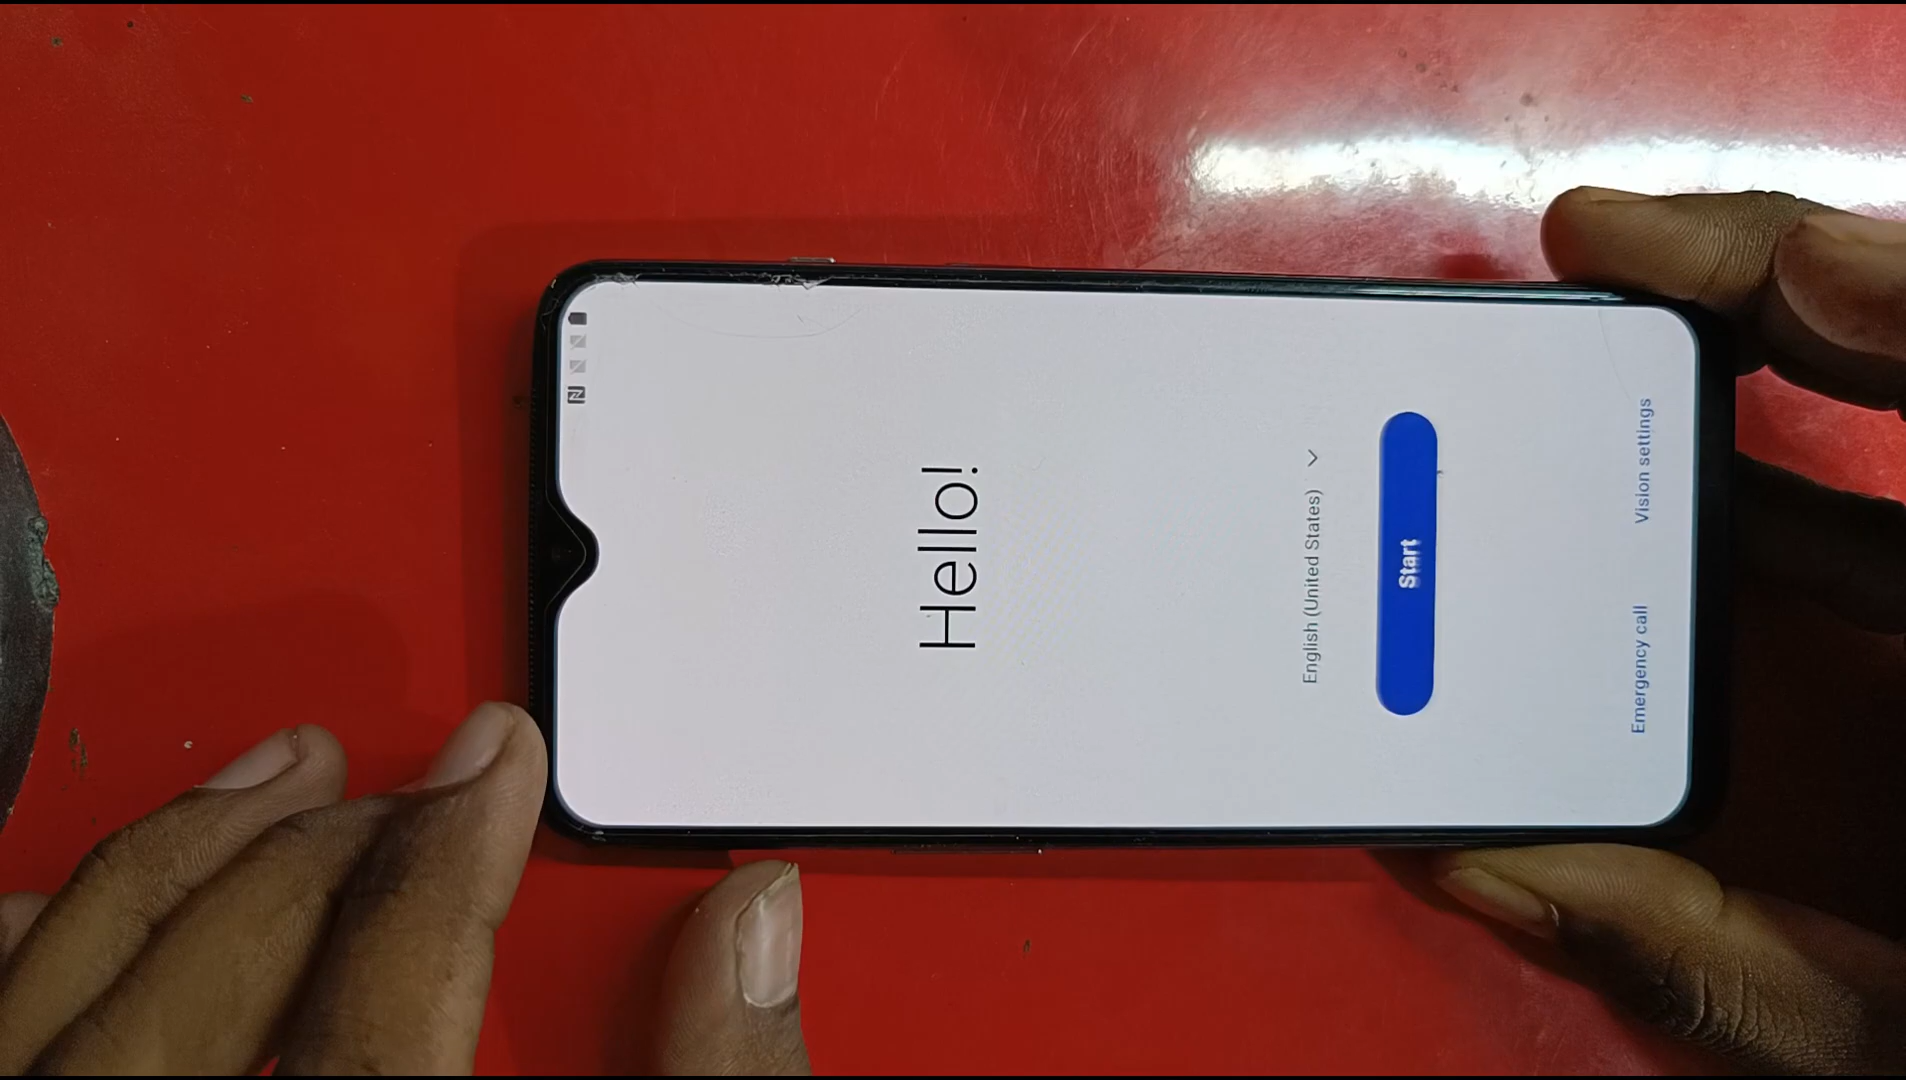 Hello!
English (United States)
Start
Emergency call
Vision settings